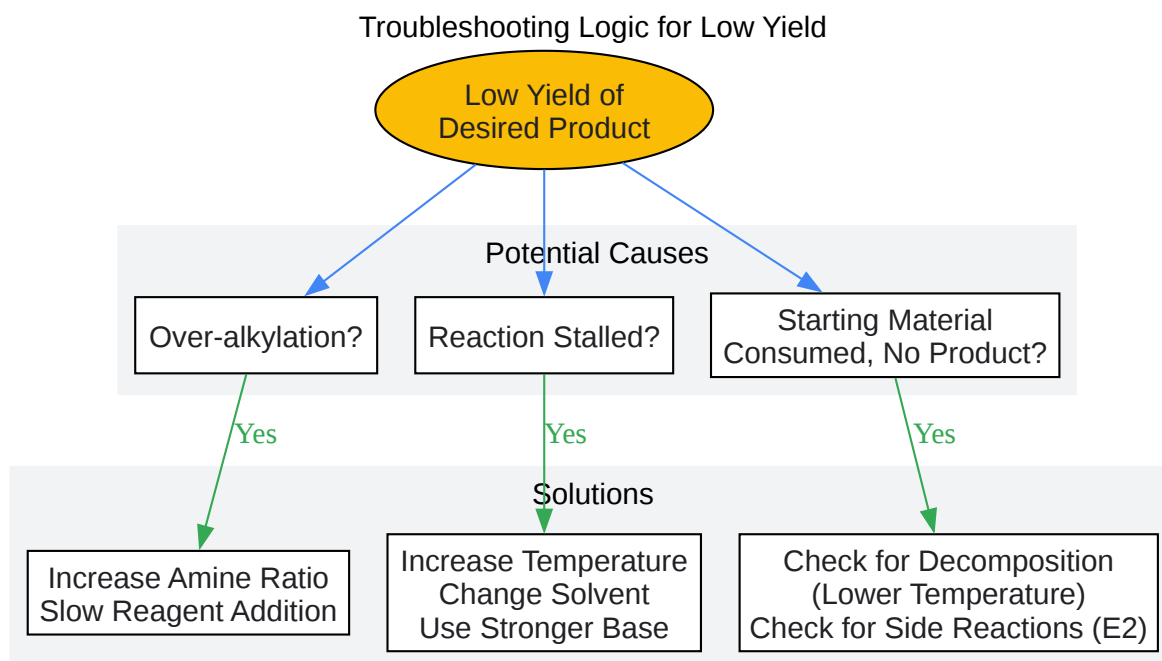 Troubleshooting Logic for Low Yield
Low Yield of
Desired Product
Potential Causes
Over-alkylation?
Reaction Stalled?
Starting Material
Consumed, No Product?
Yes
Yes
Yes
Solutions
Increase Amine Ratio
Slow Reagent Addition
Increase Temperature
Change Solvent
Use Stronger Base
Check for Decomposition
(Lower Temperature)
Check for Side Reactions (E2)